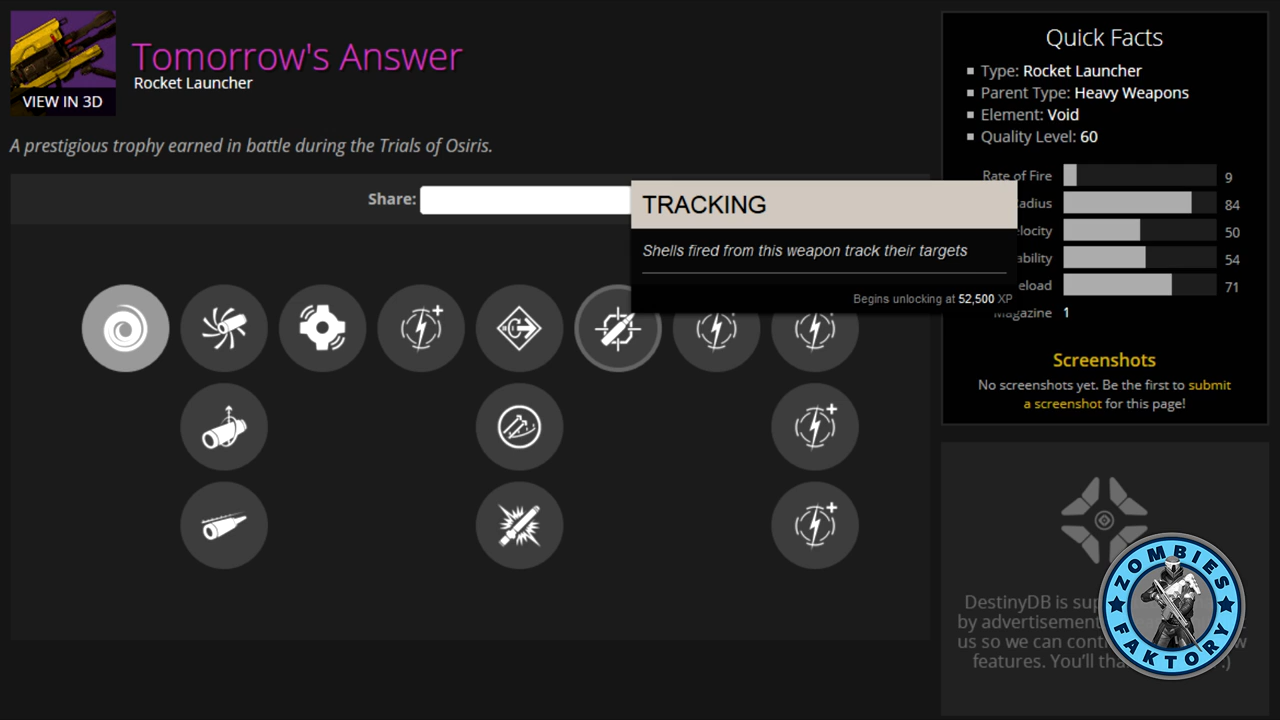 Tomorrow's Answer
Rocket Launcher
VIEW IN 3D
A prestigious trophy earned in battle during the Trials of Osiris.
Share:
TRACKING
Shells fired from this weapon track their targets
Begins unlocking at 52,500 XP
Quick Facts
Type: Rocket Launcher
Parent Type: Heavy Weapons
Element: Void
Quality Level: 60
Rate of Fire 9
adius 84
locity 50
ability 54
eload 71
Magazine 1
Screenshots
No screenshots yet. Be the first to submit
a screenshot for this page!
DestinyDB is
by advertisement
us so we can
features. You'll :)
ZOMBIES
FAKTORY